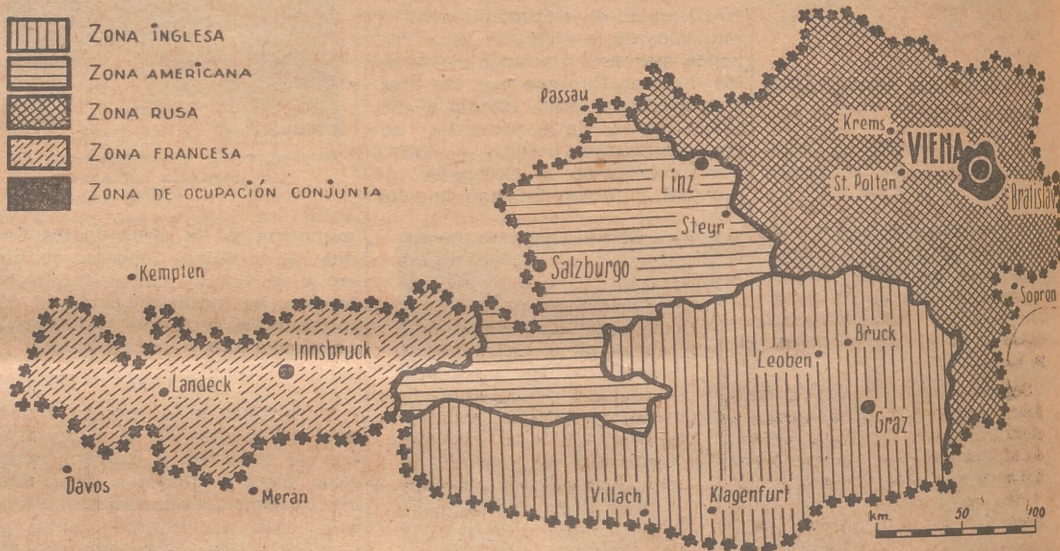 ZONA INGLESA
ZONA AMERICANA
ZONA RUSA
ZONA FRANCESA
ZONA DE OCUPACIÓN CONJUNTA
Passau
Krems
VIENA
Linz
St. Polten
Bratislav
Steyr
Kempten
Salzburgo
Sopron
Innsbruck
Bruck
Leoben
Landeck
Graz
Davos
Meran
Villach
Klagenfurt
km. 50 100